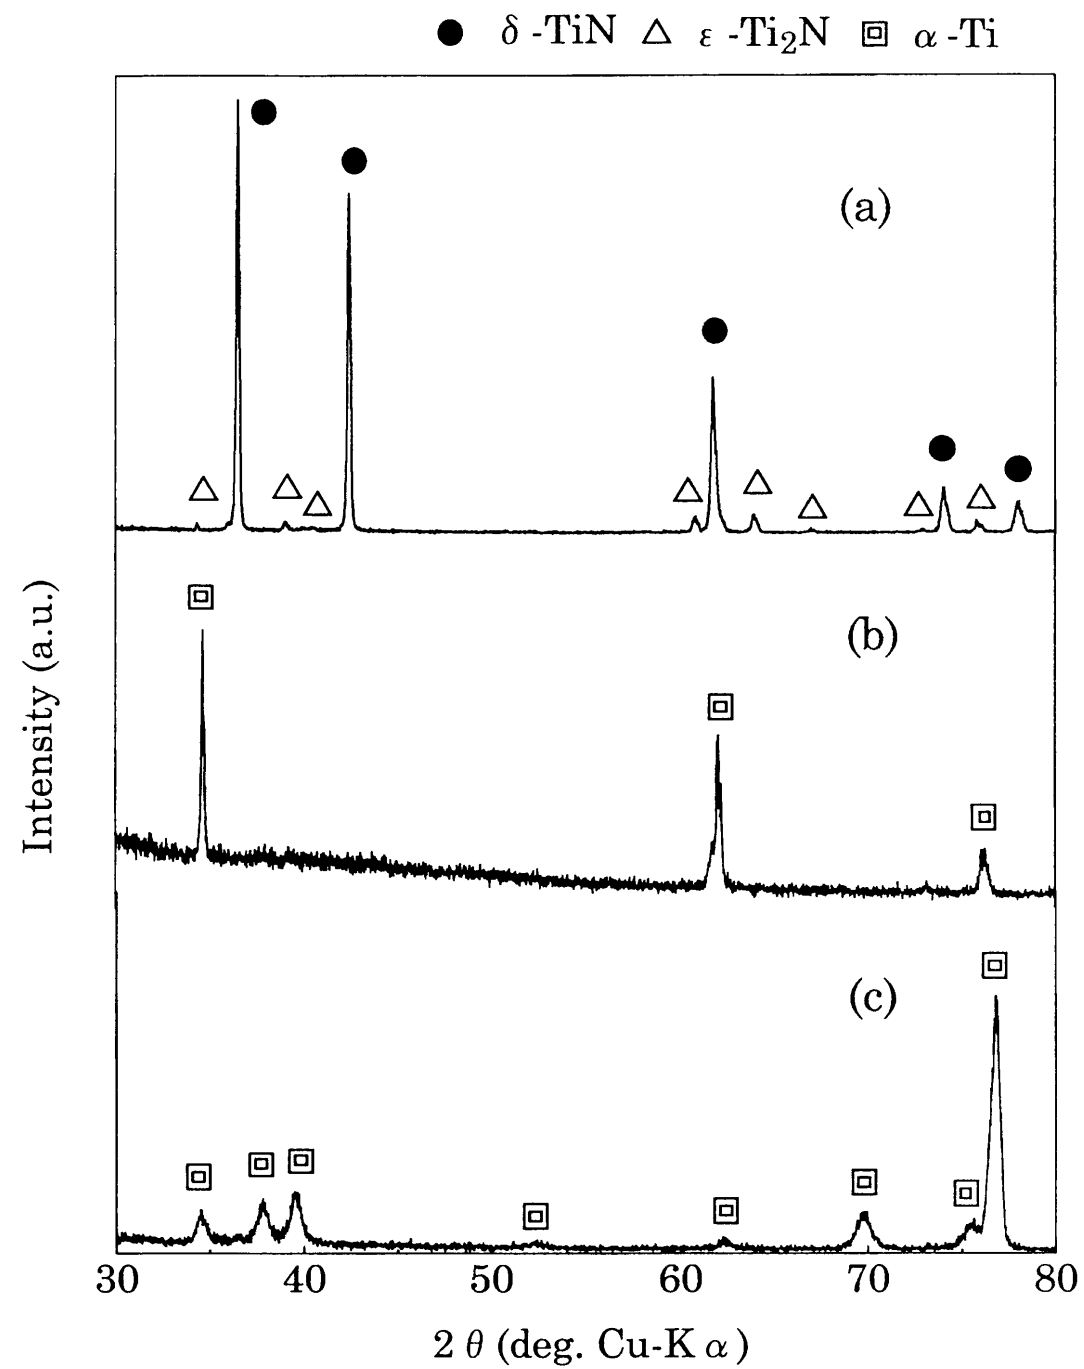 ● δ -TiN △ ε -Ti₂N ⧈ α -Ti
(a)
(b)
(c)
Intensity (a.u.)
30 40 50 60 70 80
2 θ (deg. Cu-K α)